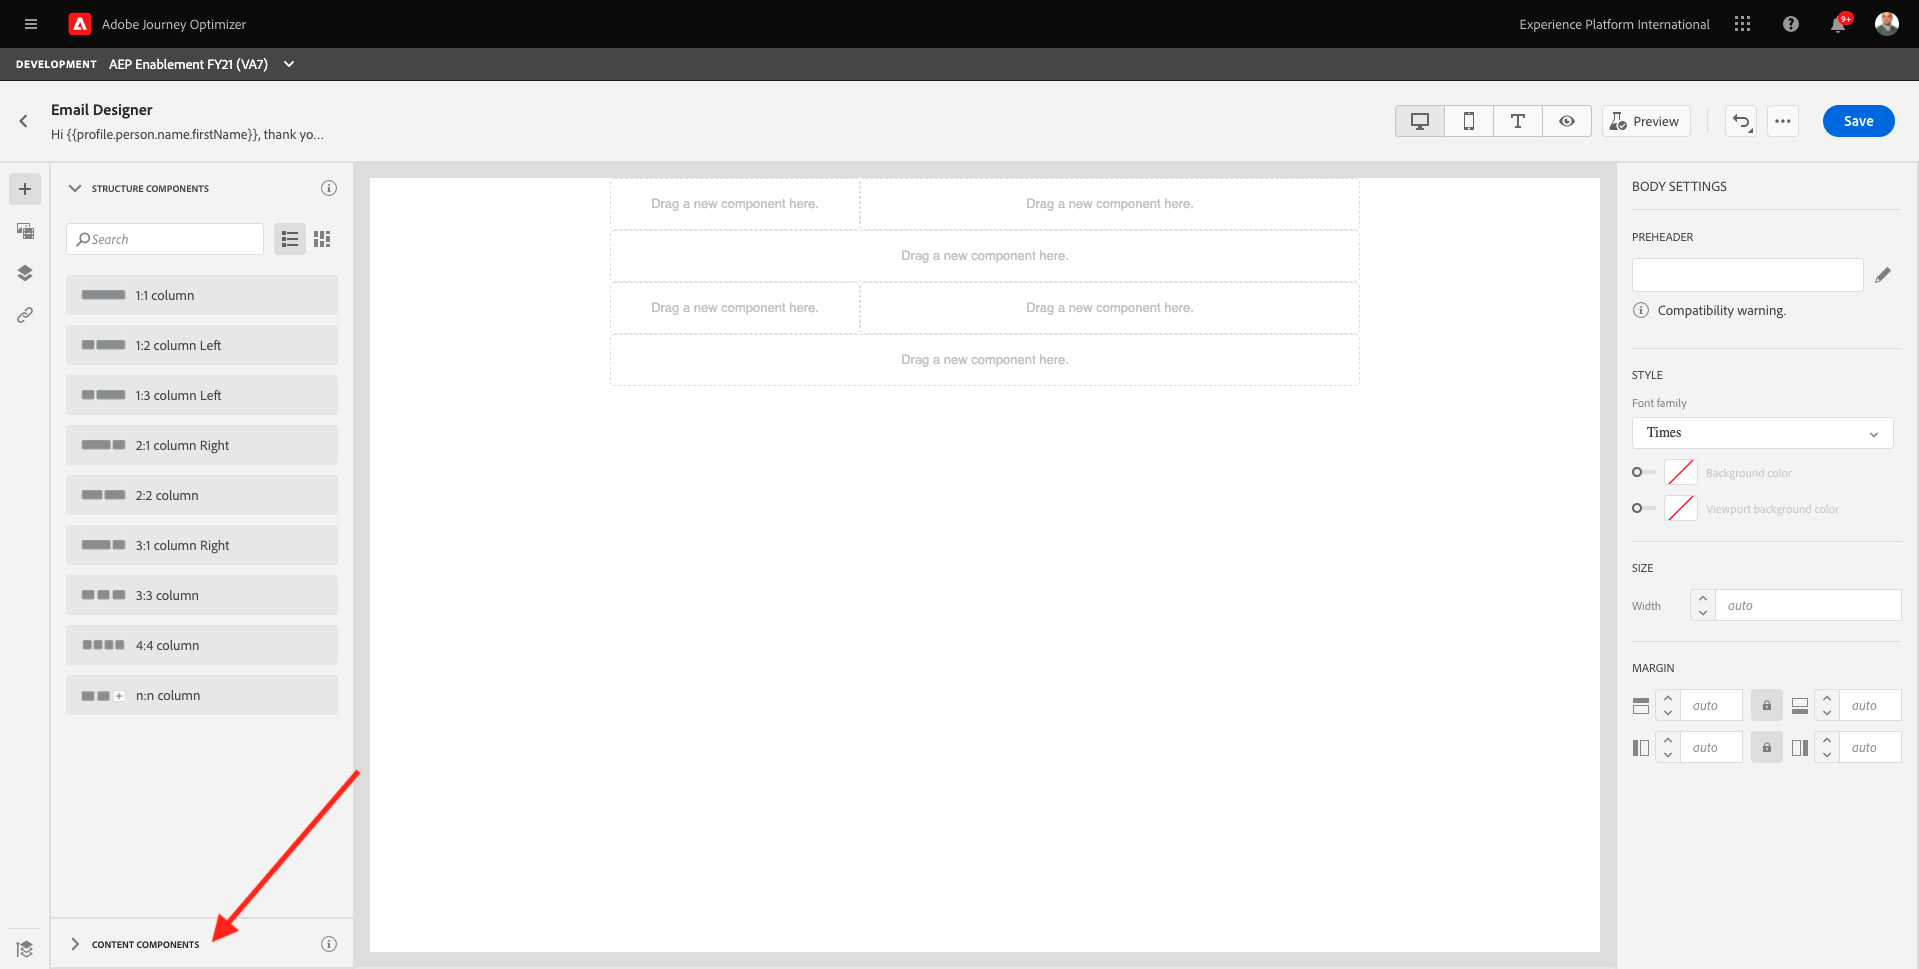 Adobe Journey Optimizer
Experience Platform International
9+
DEVELOPMENT AEP Enablement FY21 (VA7)
Email Designer
Hi {{profile.person.name.firstName}}, thank yo...
Preview
Save
STRUCTURE COMPONENTS
Search
1:1 column
1:2 column Left
1:3 column Left
2:1 column Right
2:2 column
3:1 column Right
3:3 column
4:4 column
n:n column
CONTENT COMPONENTS
Drag a new component here. Drag a new component here.
Drag a new component here.
Drag a new component here. Drag a new component here.
Drag a new component here.
BODY SETTINGS
PREHEADER
Compatibility warning.
STYLE
Font family
Times
Background color
Viewport background color
SIZE
Width auto
MARGIN
auto auto
auto auto